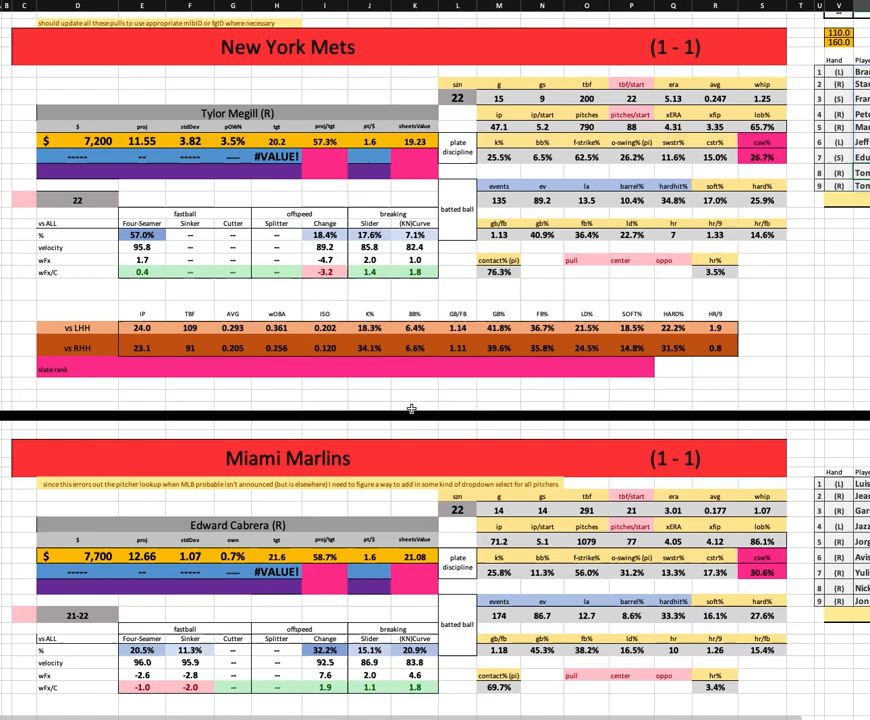 should update all these pulls to use appropriate mlbID or fgID where necessary
New York Mets (1 - 1)
110.0
160.0
szn g gs tbf tbf/start era avg whip
22 15 9 200 22 5.13 0.247 1.25
Hand Playe
1 (L) Bran
2 (R) Star
3 (S) Fran
4 (R) Pete
5 (R) Mar
6 (L) Jeff
7 (S) Edu
8 (R) Tom
9 (R) Tom
Tylor Megill (R)
ip ip/start pitches pitches/start xERA xfip lob%
47.1 5.2 790 88 4.31 3.35 65.7%
$ proj stdDev pOWN tgt proj/tgt pt/$ sheetsValue
$ 7,200 11.55 3.82 3.5% 20.2 57.3% 1.6 19.23
----- -- ----- ----- #VALUE!
plate discipline
k% bb% f-strike% o-swing% (pi) swstr% cstr% csw%
25.5% 6.5% 62.5% 26.2% 11.6% 15.0% 26.7%
batted ball
events ev la barrel% hardhit% soft% hard%
135 89.2 13.5 10.4% 34.8% 17.0% 25.9%
22
fastball offspeed breaking
vs ALL Four-Seamer Sinker Cutter Splitter Change Slider (KN)Curve
% 57.0% -- -- -- 18.4% 17.6% 7.1%
velocity 95.8 -- -- -- 89.2 85.8 82.4
wFx 1.7 -- -- -- -4.7 2.0 1.0
wFx/C 0.4 -- -- -- -3.2 1.4 1.8
gb/fb gb% fb% ld% hr hr/9 hr/fb
1.13 40.9% 36.4% 22.7% 7 1.33 14.6%
contact% (pi) pull center oppo hr%
76.3% 3.5%
IP TBF AVG wOBA ISO K% BB% GB/FB GB% FB% LD% SOFT% HARD% HR/9
vs LHH 24.0 109 0.293 0.361 0.202 18.3% 6.4% 1.14 41.8% 36.7% 21.5% 18.5% 22.2% 1.9
vs RHH 23.1 91 0.205 0.256 0.120 34.1% 6.6% 1.11 39.6% 35.8% 24.5% 14.8% 31.5% 0.8
slate rank
Miami Marlins (1 - 1)
since this errors out the pitcher lookup when MLB probable isn't announced (but is elsewhere) I need to figure a way to add in some kind of dropdown select for all pitchers
szn g gs tbf tbf/start era avg whip
22 14 14 291 21 3.01 0.177 1.07
Hand Playe
1 (L) Luis
2 (R) Jean
3 (R) Gar
4 (L) Jazz
5 (R) Jorg
6 (R) Avis
7 (R) Yuli
8 (R) Nick
9 (R) Jon
Edward Cabrera (R)
ip ip/start pitches pitches/start xERA xfip lob%
71.2 5.1 1079 77 4.05 4.12 86.1%
$ proj stdDev own tgt proj/tgt pt/$ sheetsValue
$ 7,700 12.66 1.07 0.7% 21.6 58.7% 1.6 21.08
----- -- ----- ----- #VALUE!
plate discipline
k% bb% f-strike% o-swing% (pi) swstr% cstr% csw%
25.8% 11.3% 56.0% 31.2% 13.3% 17.3% 30.6%
batted ball
events ev la barrel% hardhit% soft% hard%
174 86.7 12.7 8.6% 33.3% 16.1% 27.6%
21-22
fastball offspeed breaking
vs ALL Four-Seamer Sinker Cutter Splitter Change Slider (KN)Curve
% 20.5% 11.3% -- -- 32.2% 15.1% 20.9%
velocity 96.0 95.9 -- -- 92.5 86.9 83.8
wFx -2.6 -2.8 -- -- 7.6 2.0 4.6
wFx/C -1.0 -2.0 -- -- 1.9 1.1 1.8
gb/fb gb% fb% ld% hr hr/9 hr/fb
1.18 45.3% 38.2% 16.5% 10 1.26 15.4%
contact% (pi) pull center oppo hr%
69.7% 3.4%